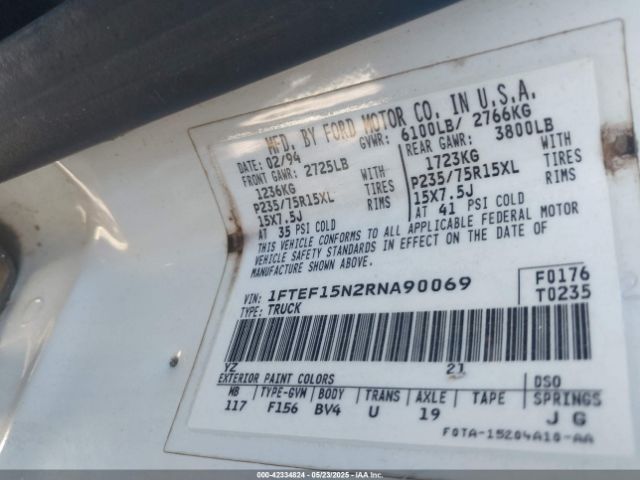 MFD. BY FORD MOTOR CO. IN U.S.A.
DATE: 02/94 GVWR: 6100LB/ 2766KG
FRONT GAWR: 2725LB REAR GAWR: 3800LB
1236KG WITH 1723KG WITH
P235/75R15XL TIRES P235/75R15XL TIRES
15X7.5J RIMS 15X7.5J RIMS
AT 35 PSI COLD AT 41 PSI COLD
THIS VEHICLE CONFORMS TO ALL APPLICABLE FEDERAL MOTOR
VEHICLE SAFETY STANDARDS IN EFFECT ON THE DATE OF
MANUFACTURE SHOWN ABOVE.
VIN: 1FTEF15N2RNA90069 F0176
TYPE: TRUCK T0235
YZ 21
EXTERIOR PAINT COLORS DSO
WB TYPE-GVW BODY TRANS AXLE TAPE SPRINGS
117 F156 BV4 U 19 J G
F0TA-15204A10-AA
000-42334824 - 05/23/2025 - IAAI.COM